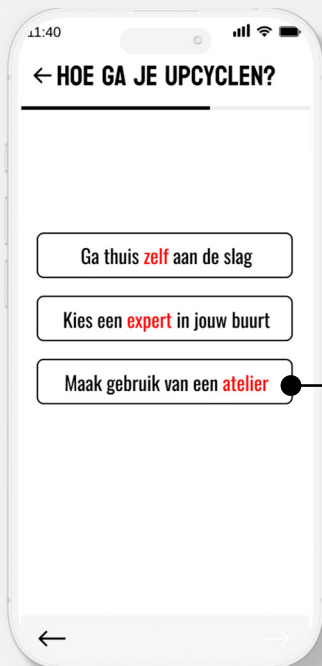 11:40
HOE GA JE UPCYCLEN?
Ga thuis zelf aan de slag
Kies een expert in jouw buurt
Maak gebruik van een atelier